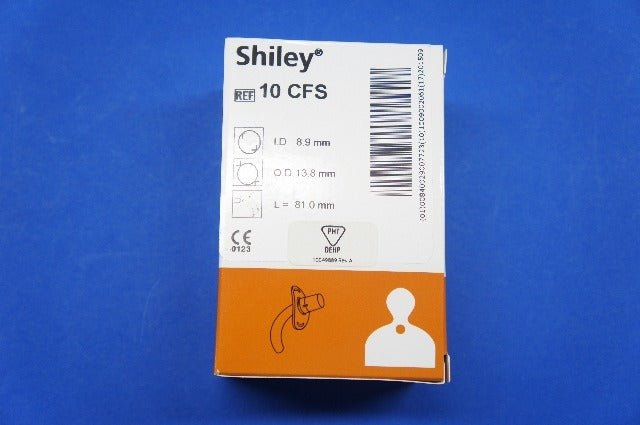 Shiley®
REF 10 CFS
I.D 8.9 mm
O.D 13.8 mm
L = 81.0 mm
CE
0123
PHT
DEHP